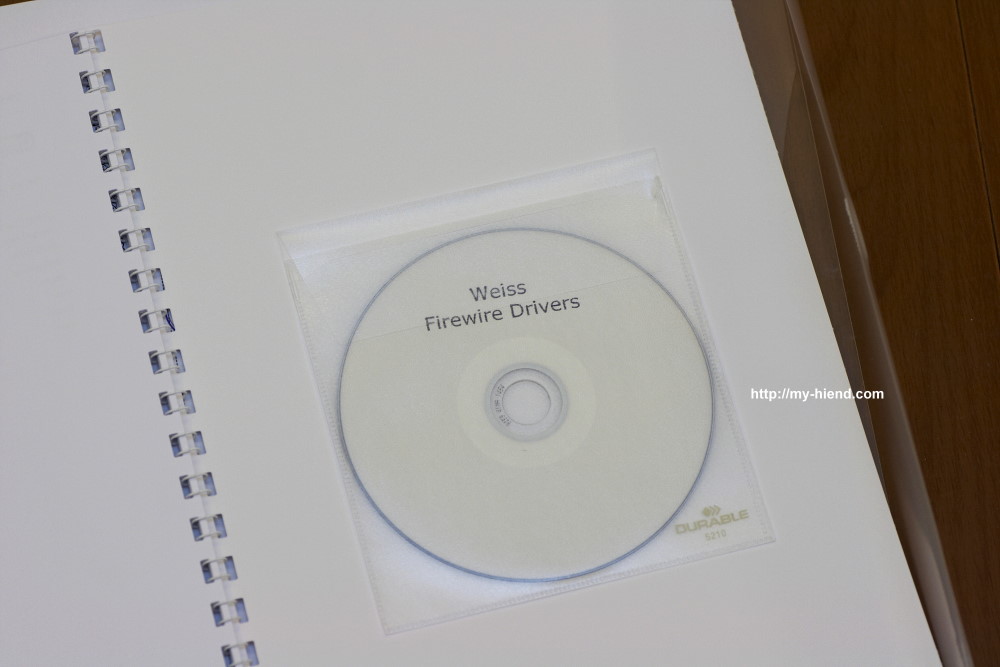 Weiss
Firewire Drivers
http://my-hiend.com
DURABLE
5210